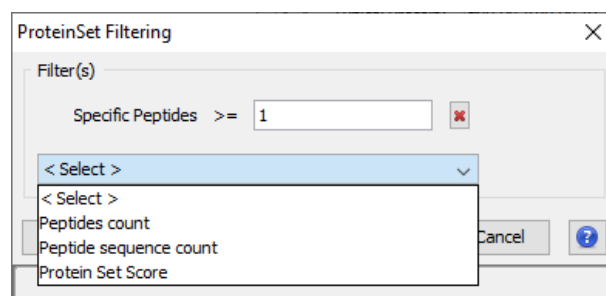 ProteinSet Filtering
Filter(s)
Specific Peptides >= 1
< Select >
< Select >
Peptides count
Peptide sequence count
Protein Set Score
Cancel